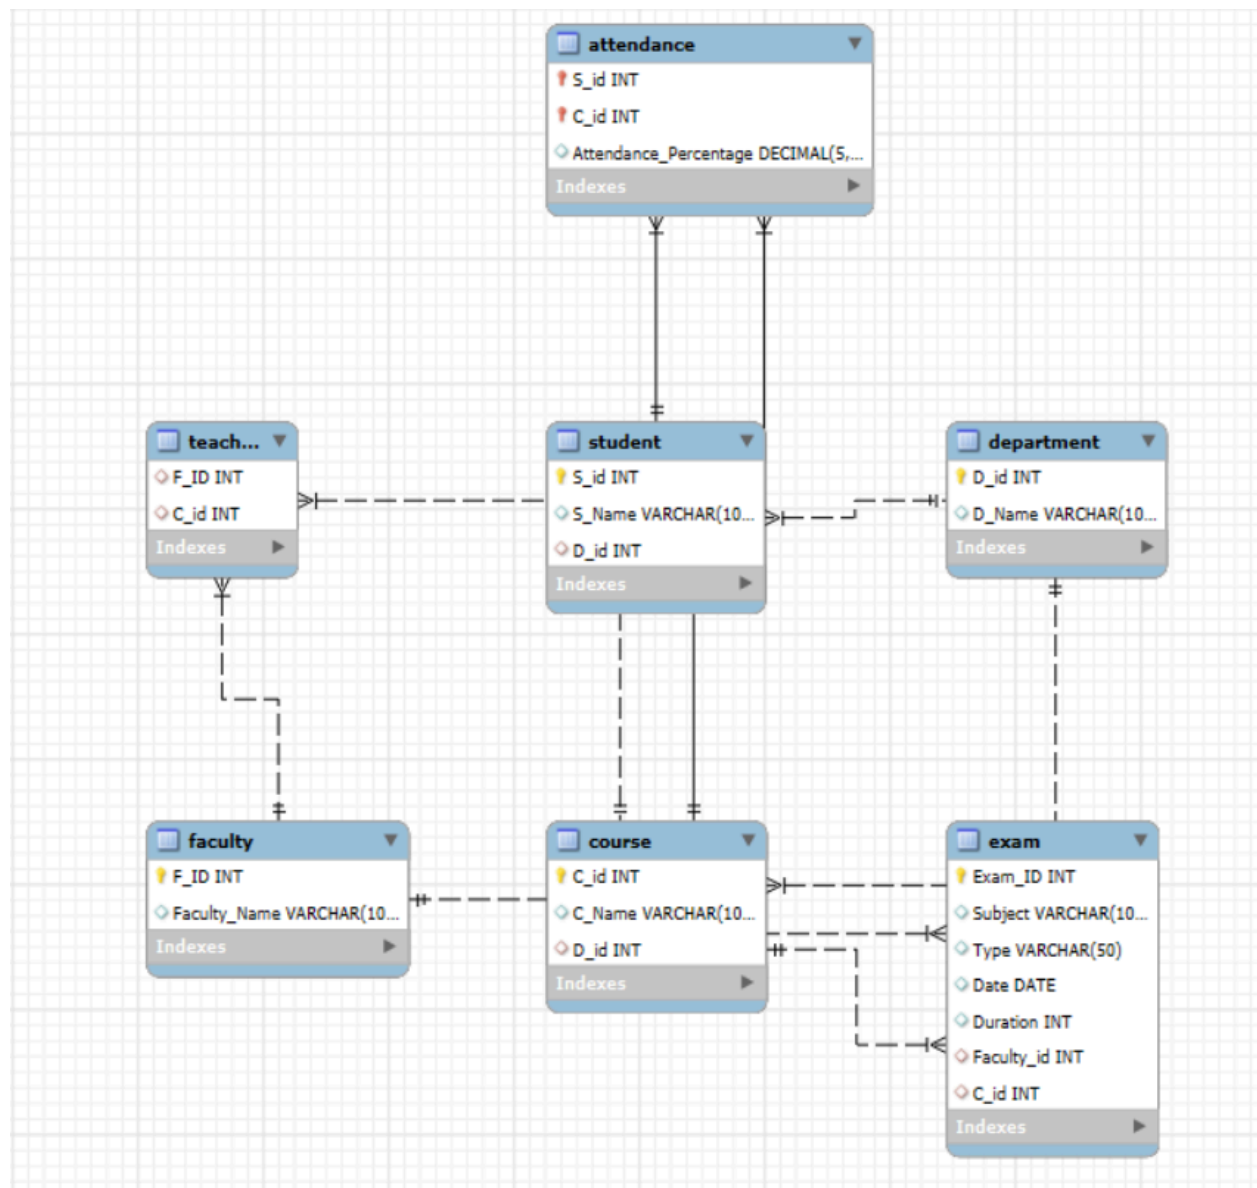 attendance
S_id INT
C_id INT
Attendance_Percentage DECIMAL(5,...
Indexes
teach...
F_ID INT
C_id INT
Indexes
student
S_id INT
S_Name VARCHAR(10...
D_id INT
Indexes
department
D_id INT
D_Name VARCHAR(10...
Indexes
faculty
F_ID INT
Faculty_Name VARCHAR(10...
Indexes
course
C_id INT
C_Name VARCHAR(10...
D_id INT
Indexes
exam
Exam_ID INT
Subject VARCHAR(10...
Type VARCHAR(50)
Date DATE
Duration INT
Faculty_id INT
C_id INT
Indexes